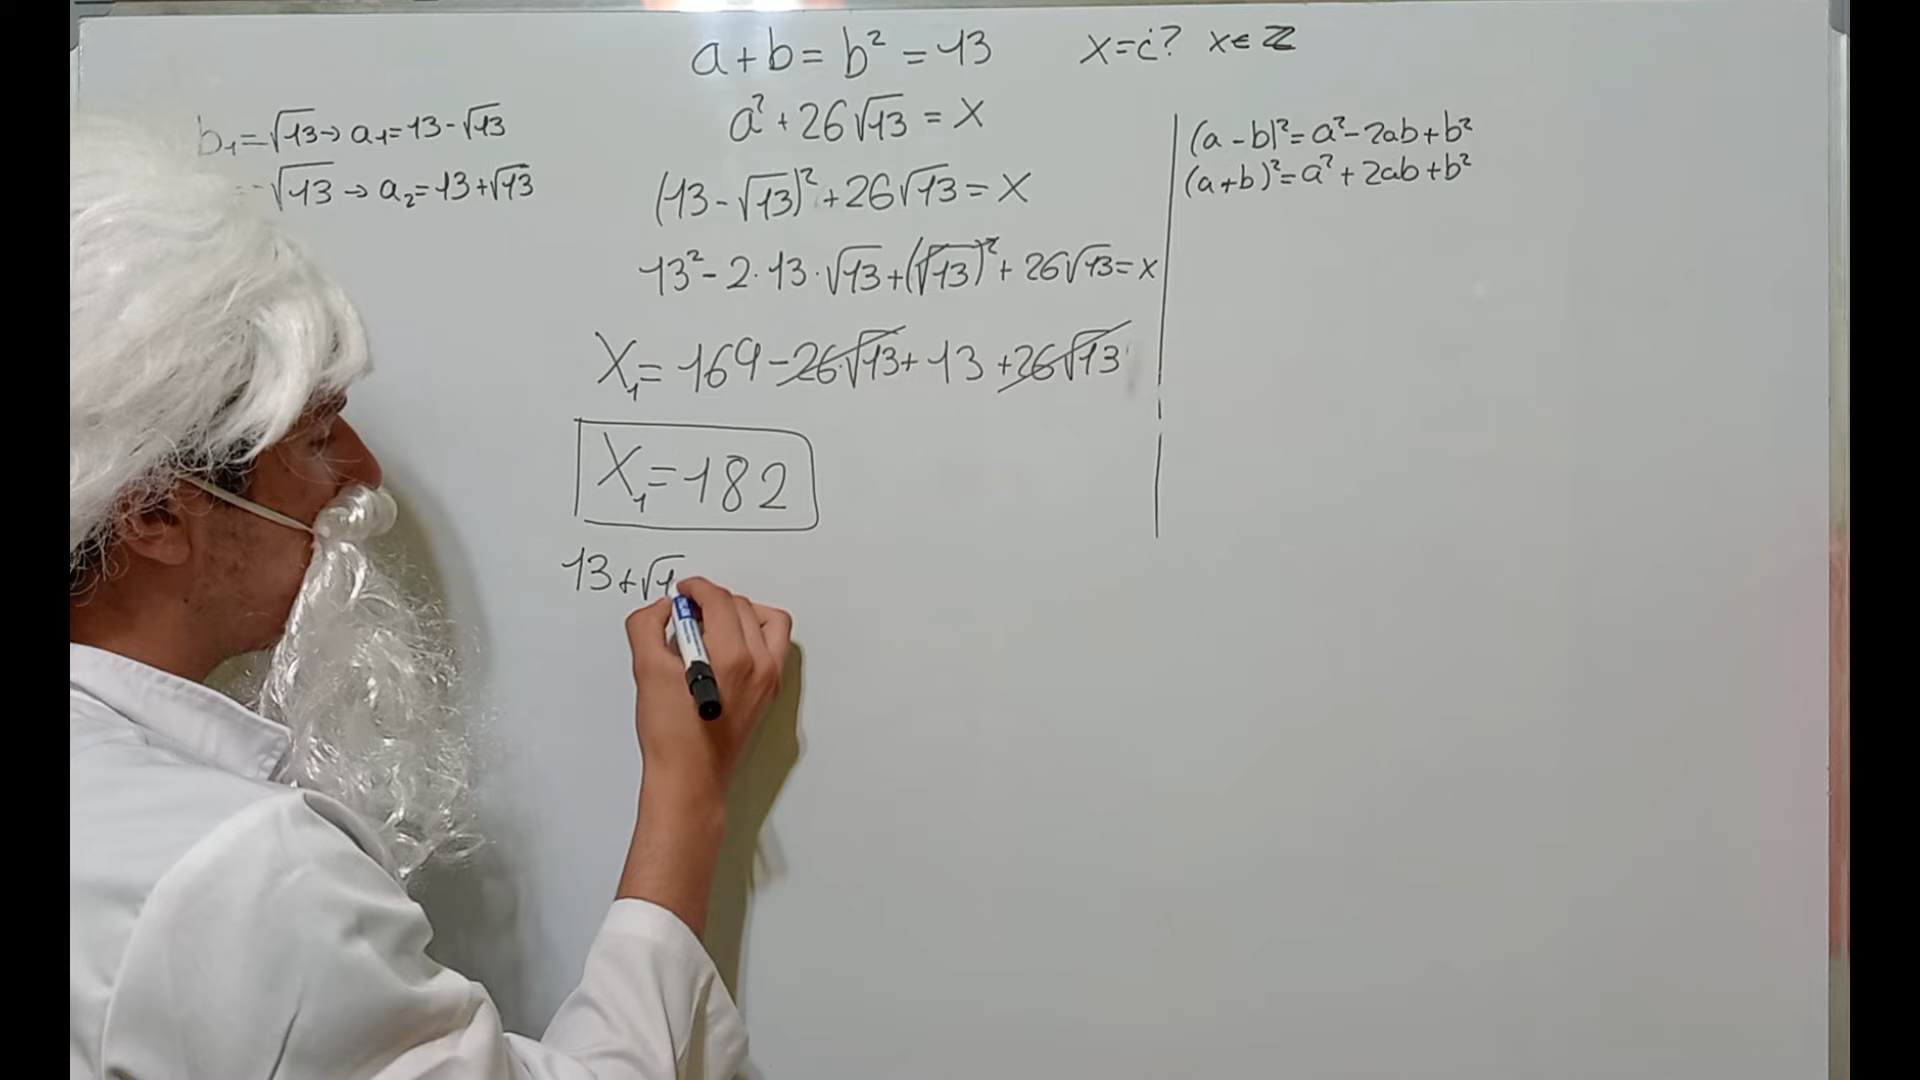 a+b=b²=13 x=¿? x∈ℤ
b₁=√13→a₁=13-√13
-√13→a₂=13+√13
a²+26√13=x
(13-√13)²+26√13=x
13²-2·13·√13+(√13)²+26√13=x
X₁=169-26√13+13+26√13
X₁=182
13+√1
(a-b)²=a²-2ab+b²
(a+b)²=a²+2ab+b²